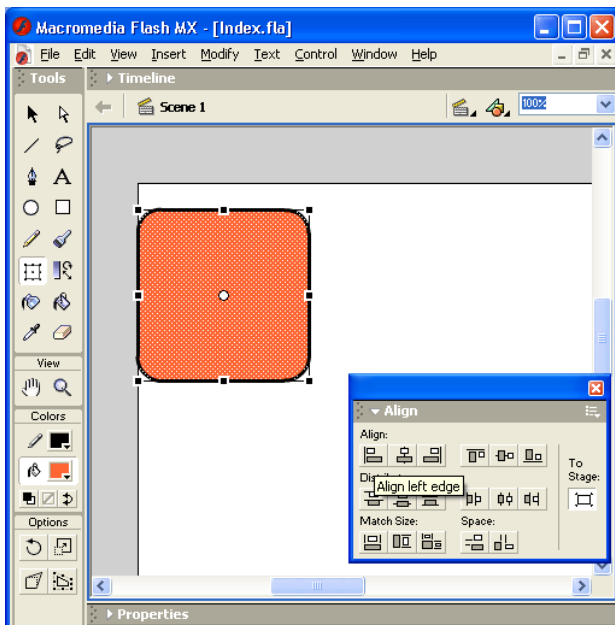 Macromedia Flash MX - [Index.fla]
File Edit View Insert Modify Text Control Window Help
Tools
Timeline
Scene 1
100%
A
View
Colors
Options
Align
Align:
To
Stage:
Align left edge
Match Size:
Space:
Properties